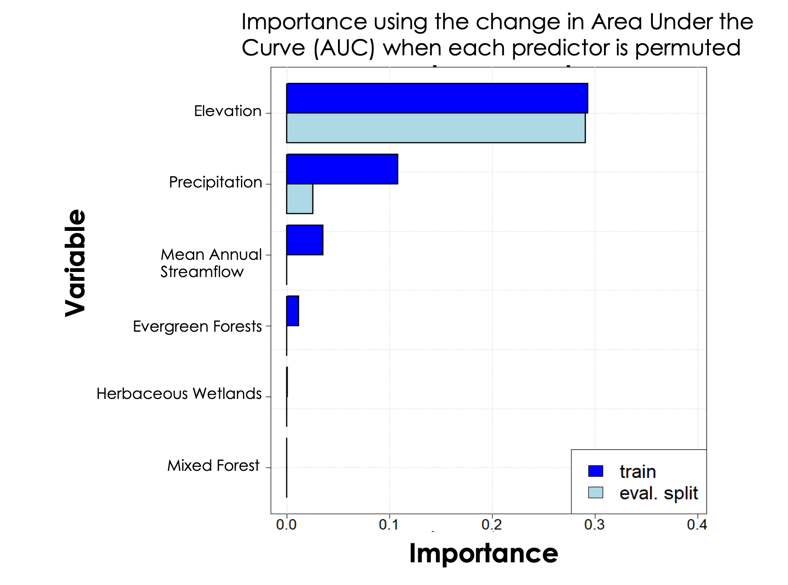 Importance using the change in Area Under the
Curve (AUC) when each predictor is permuted
Variable
Elevation
Precipitation
Mean Annual
Streamflow
Evergreen Forests
Herbaceous Wetlands
Mixed Forest
train
eval. split
0.0 0.1 0.2 0.3 0.4
Importance